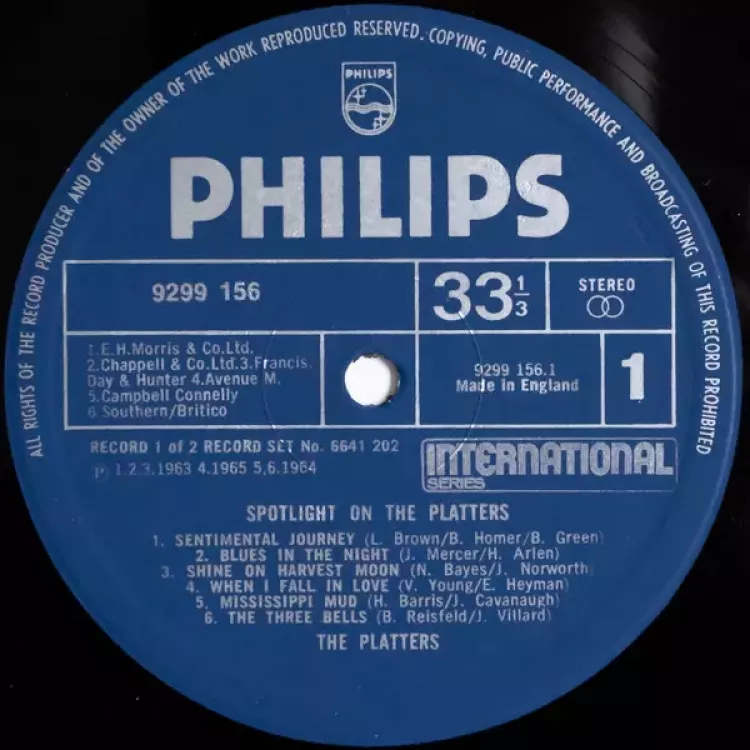 ALL RIGHTS OF THE RECORD PRODUCER AND OF THE OWNER OF THE WORK REPRODUCED RESERVED. COPYING, PUBLIC PERFORMANCE AND BROADCASTING OF THIS RECORD PROHIBITED
PHILIPS
PHILIPS
9299 156
33 1/3
STEREO
1.E.H.Morris & Co.Ltd.
2.Chappell & Co.Ltd.3.Francis.
Day & Hunter 4.Avenue M.
5.Campbell Connelly
6 Southern/Britico
9299 156.1
Made in England
1
RECORD 1 of 2 RECORD SET No. 6641 202
℗ 1.2.3.1963 4.1965 5,6.1964
INTERNATIONAL
SERIES
SPOTLIGHT ON THE PLATTERS
1. SENTIMENTAL JOURNEY (L. Brown/B. Homer/B. Green)
2. BLUES IN THE NIGHT (J. Mercer/H. Arlen)
3. SHINE ON HARVEST MOON (N. Bayes/J. Norworth)
4. WHEN I FALL IN LOVE (V. Young/E. Heyman)
5. MISSISSIPPI MUD (H. Barris/J. Cavanaugh)
6. THE THREE BELLS (B. Reisfeld/J. Villard)
THE PLATTERS